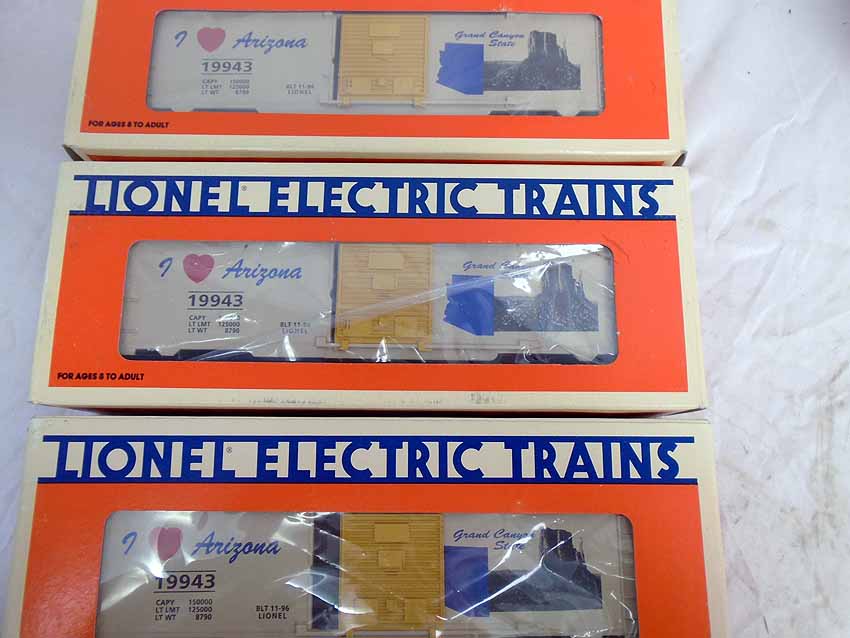 I Arizona
19943
CAPY 150000
LT LMT 125000
LT WT 8790
BLT 11-96
LIONEL
Grand Canyon
State
FOR AGES 8 TO ADULT
LIONEL® ELECTRIC TRAINS
I Arizona
19943
CAPY
LT LMT 125000
LT WT 8790
BLT 11-96
LIONEL
Grand
FOR AGES 8 TO ADULT
LIONEL® ELECTRIC TRAINS
I Arizona
19943
CAPY 150000
LT LMT 125000
LT WT 8790
BLT 11-96
LIONEL
Grand Canyon
State